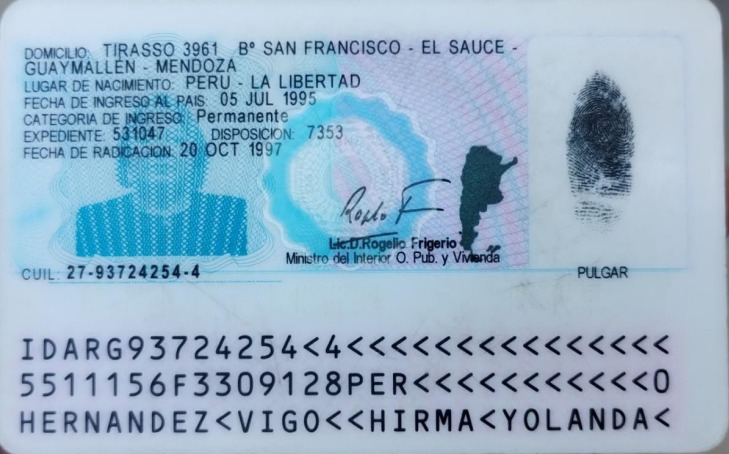 DOMICILIO: TIRASSO 3961 Bº SAN FRANCISCO - EL SAUCE -
GUAYMALLEN - MENDOZA
LUGAR DE NACIMIENTO: PERU - LA LIBERTAD
FECHA DE INGRESO AL PAIS: 05 JUL 1995
CATEGORIA DE INGRESO: Permanente
EXPEDIENTE: 531047 DISPOSICION: 7353
FECHA DE RADICACION: 20 OCT 1997
Lic.D.Rogelio Frigerio
Ministro del Interior O. Pub. y Vivienda
CUIL: 27-93724254-4
PULGAR
IDARG93724254<4<<<<<<<<<<<<<<<
5511156F3309128PER<<<<<<<<<<<0
HERNANDEZ<VIGO<<HIRMA<YOLANDA<